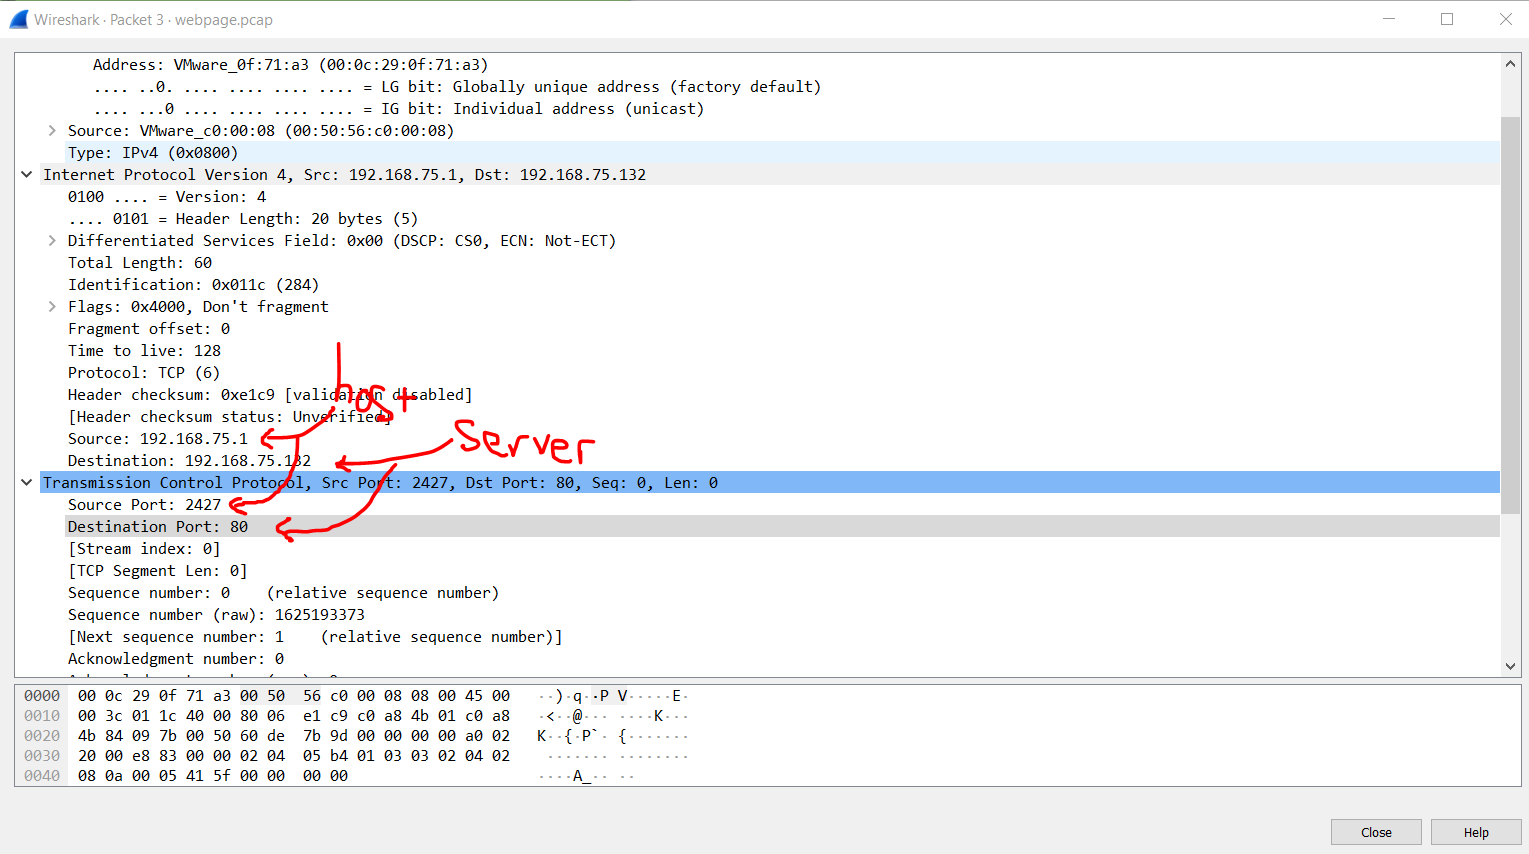 Wireshark · Packet 3 · webpage.pcap
Address: VMware_0f:71:a3 (00:0c:29:0f:71:a3)
.... ..0. .... .... .... .... = LG bit: Globally unique address (factory default)
.... ...0 .... .... .... .... = IG bit: Individual address (unicast)
Source: VMware_c0:00:08 (00:50:56:c0:00:08)
Type: IPv4 (0x0800)
Internet Protocol Version 4, Src: 192.168.75.1, Dst: 192.168.75.132
0100 .... = Version: 4
.... 0101 = Header Length: 20 bytes (5)
Differentiated Services Field: 0x00 (DSCP: CS0, ECN: Not-ECT)
Total Length: 60
Identification: 0x011c (284)
Flags: 0x4000, Don't fragment
Fragment offset: 0
Time to live: 128
Protocol: TCP (6)
Header checksum: 0xe1c9 [validation disabled]
host
[Header checksum status: Unverified]
Source: 192.168.75.1
Server
Destination: 192.168.75.132
Transmission Control Protocol, Src Port: 2427, Dst Port: 80, Seq: 0, Len: 0
Source Port: 2427
Destination Port: 80
[Stream index: 0]
[TCP Segment Len: 0]
Sequence number: 0    (relative sequence number)
Sequence number (raw): 1625193373
[Next sequence number: 1    (relative sequence number)]
Acknowledgment number: 0
0000 00 0c 29 0f 71 a3 00 50 56 c0 00 08 08 00 45 00 ··)·q··P V·····E·
0010 00 3c 01 1c 40 00 80 06 e1 c9 c0 a8 4b 01 c0 a8 ·<··@··· ····K···
0020 4b 84 09 7b 00 50 60 de 7b 9d 00 00 00 00 a0 02 K··{·P`· {·······
0030 20 00 e8 83 00 00 02 04 05 b4 01 03 03 02 04 02 ······· ········
0040 08 0a 00 05 41 5f 00 00 00 00 ····A_·· ··
Close
Help